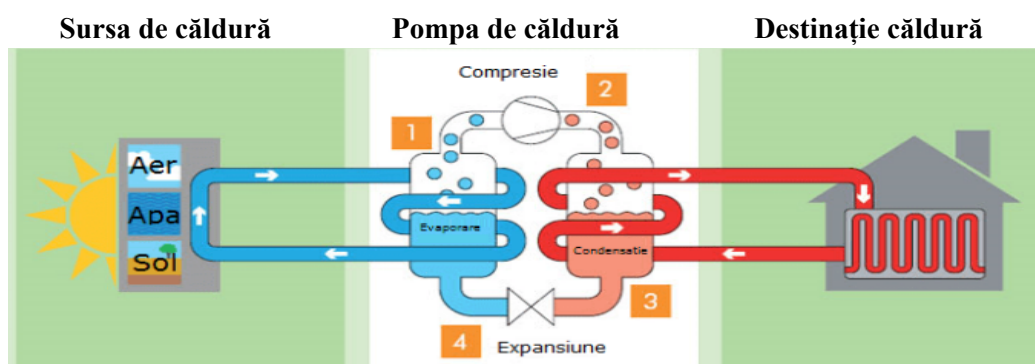 Sursa de căldură Pompa de căldură Destinație căldură
Compresie
2
1
Aer
Apa
Evaporare
Condensatie
Sol
3
4
Expansiune